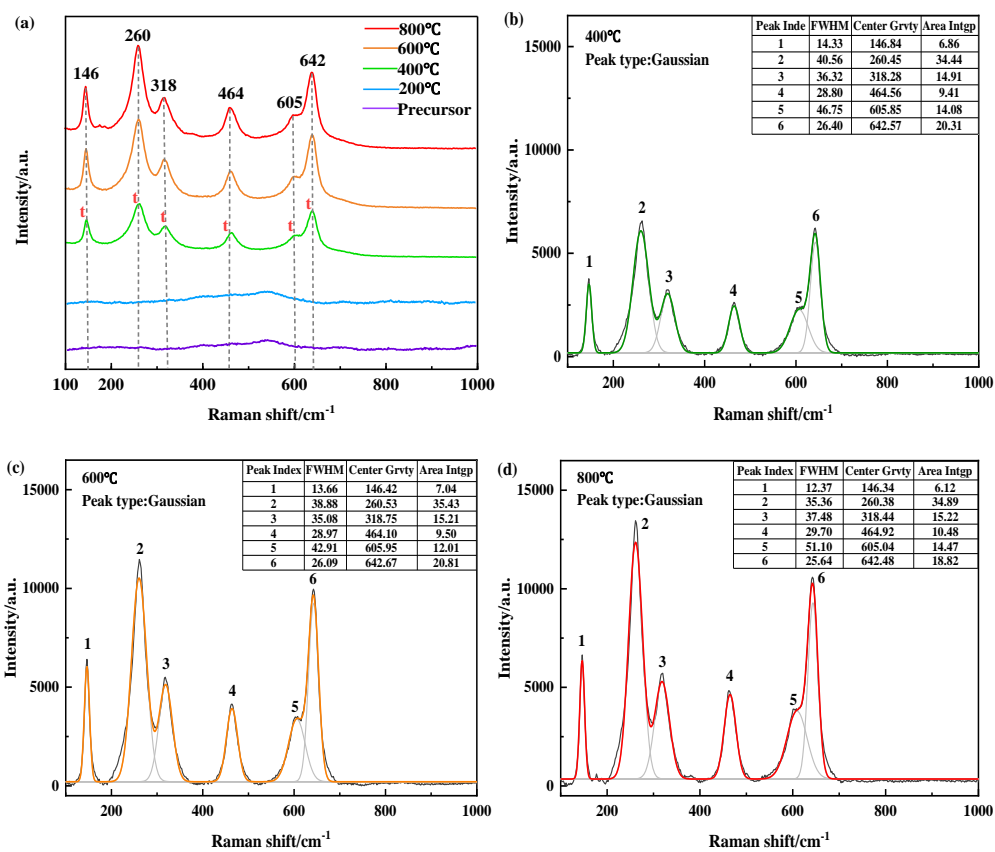 (a)
800℃
600℃
400℃
200℃
Precursor
146
260
318
464
605
642
t
t
t
t
t
t
Intensity/a.u.
100
200
400
600
800
1000
Raman shift/cm-1
(b)
400℃
Peak type:Gaussian
Peak Inde FWHM Center Grvty Area Intgp
1 14.33 146.84 6.86
2 40.56 260.45 34.44
3 36.32 318.28 14.91
4 28.80 464.56 9.41
5 46.75 605.85 14.08
6 26.40 642.57 20.31
15000
10000
5000
0
Intensity/a.u.
1
2
3
4
5
6
200
400
600
800
1000
Raman shift/cm-1
(c)
600℃
Peak type:Gaussian
Peak Index FWHM Center Grvty Area Intgp
1 13.66 146.42 7.04
2 38.88 260.53 35.43
3 35.08 318.75 15.21
4 28.97 464.10 9.50
5 42.91 605.95 12.01
6 26.09 642.67 20.81
15000
10000
5000
0
Intensity/a.u.
1
2
3
4
5
6
200
400
600
800
1000
Raman shift/cm-1
(d)
800℃
Peak type:Gaussian
Peak Index FWHM Center Grvty Area Intgp
1 12.37 146.34 6.12
2 35.36 260.38 34.89
3 37.48 318.44 15.22
4 29.70 464.92 10.48
5 51.10 605.04 14.47
6 25.64 642.48 18.82
15000
10000
5000
0
Intensity/a.u.
1
2
3
4
5
6
200
400
600
800
1000
Raman shift/cm-1